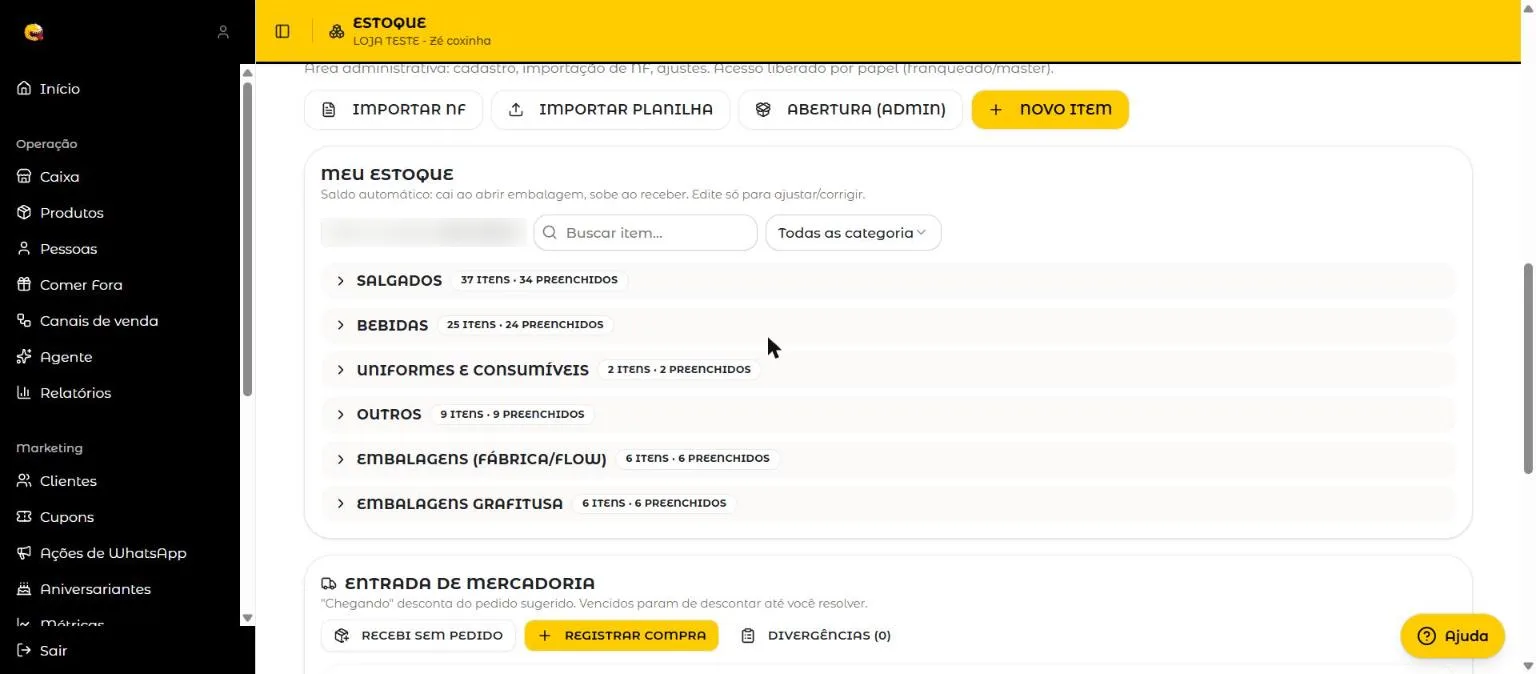 ESTOQUE
LOJA TESTE - Zé coxinha
Início
Operação
Caixa
Produtos
Pessoas
Comer Fora
Canais de venda
Agente
Relatórios
Marketing
Clientes
Cupons
Ações de WhatsApp
Aniversariantes
Métricas
Sair
Área administrativa: cadastro, importação de NF, ajustes. Acesso liberado por papel (franqueado/master).
IMPORTAR NF
IMPORTAR PLANILHA
ABERTURA (ADMIN)
NOVO ITEM
MEU ESTOQUE
Saldo automático: cai ao abrir embalagem, sobe ao receber. Edite só para ajustar/corrigir.
Buscar item...
Todas as categoria
SALGADOS 37 ITENS · 34 PREENCHIDOS
BEBIDAS 25 ITENS · 24 PREENCHIDOS
UNIFORMES E CONSUMÍVEIS 2 ITENS · 2 PREENCHIDOS
OUTROS 9 ITENS · 9 PREENCHIDOS
EMBALAGENS (FÁBRICA/FLOW) 6 ITENS · 6 PREENCHIDOS
EMBALAGENS GRAFITUSA 6 ITENS · 6 PREENCHIDOS
ENTRADA DE MERCADORIA
"Chegando" desconta do pedido sugerido. Vencidos param de descontar até você resolver.
RECEBI SEM PEDIDO
REGISTRAR COMPRA
DIVERGÊNCIAS (0)
Ajuda